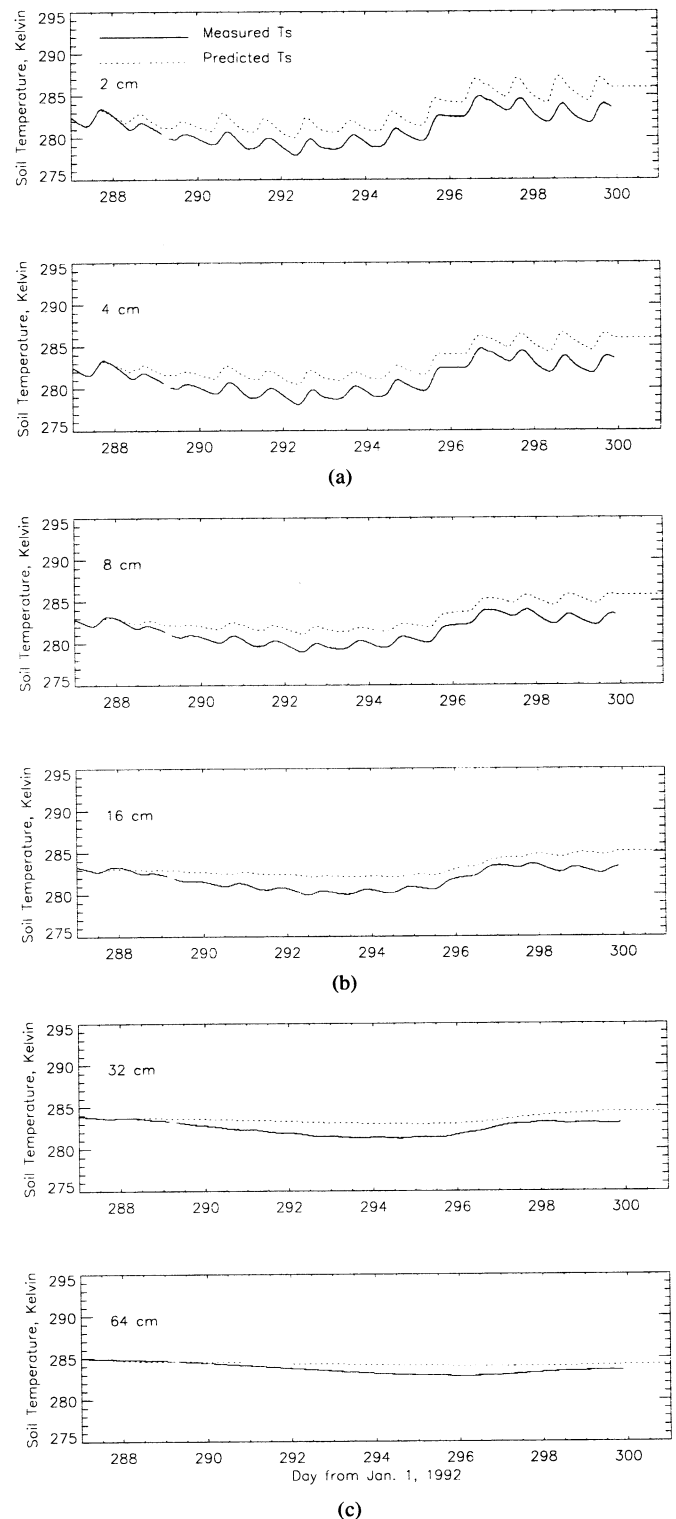 295
290
285
280
275
Soil Temperature, Kelvin
Measured Ts
Predicted Ts
2 cm
288 290 292 294 296 298 300
295
290
285
280
275
Soil Temperature, Kelvin
4 cm
288 290 292 294 296 298 300
(a)
295
290
285
280
275
Soil Temperature, Kelvin
8 cm
288 290 292 294 296 298 300
295
290
285
280
275
Soil Temperature, Kelvin
16 cm
288 290 292 294 296 298 300
(b)
295
290
285
280
275
Soil Temperature, Kelvin
32 cm
288 290 292 294 296 298 300
295
290
285
280
275
Soil Temperature, Kelvin
64 cm
288 290 292 294 296 298 300
Day from Jan. 1, 1992
(c)